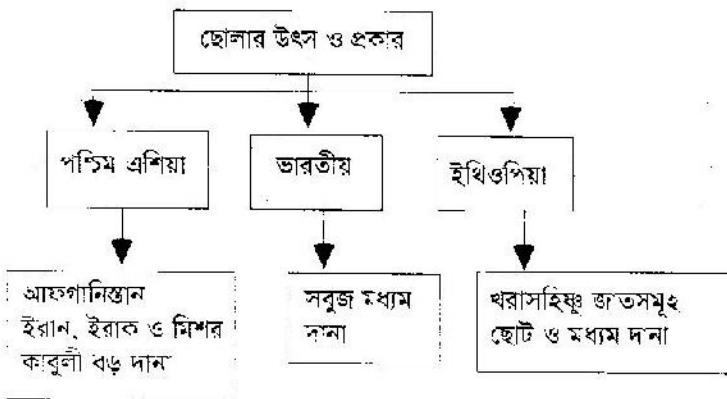 ছোলার উৎস ও প্রকার
পশ্চিম এশিয়া
ভারতীয়
ইথিওপিয়া
আফগানিস্তান
ইরান, ইরাক ও মিশর
কাবুলী বড় দানা
সবুজ মধ্যম
দানা
খরাসহিষ্ণু জাতসমূহ
ছোট ও মধ্যম দানা